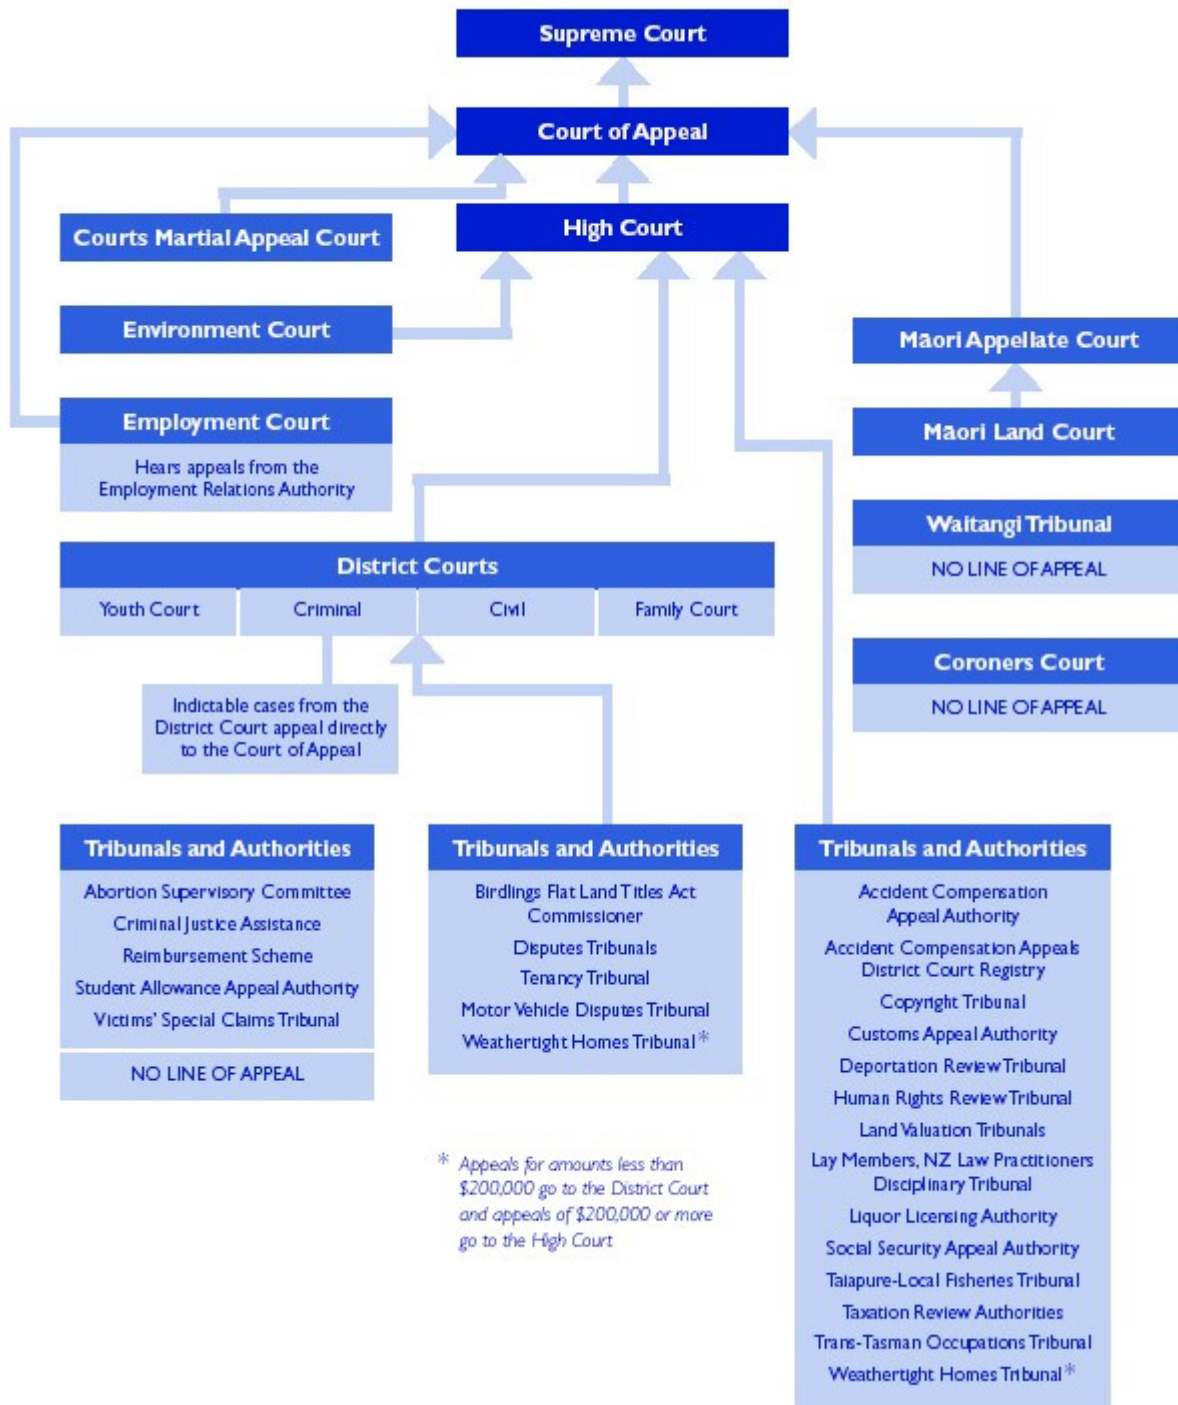 Supreme Court
Court of Appeal
High Court
Courts Martial Appeal Court
Environment Court
Employment Court
Hears appeals from the
Employment Relations Authority
Māori Appellate Court
Māori Land Court
Waitangi Tribunal
NO LINE OF APPEAL
Coroners Court
NO LINE OF APPEAL
District Courts
Youth Court
Criminal
Civil
Family Court
Indictable cases from the
District Court appeal directly
to the Court of Appeal
Tribunals and Authorities
Abortion Supervisory Committee
Criminal Justice Assistance
Reimbursement Scheme
Student Allowance Appeal Authority
Victims' Special Claims Tribunal
NO LINE OF APPEAL
Tribunals and Authorities
Birdlings Flat Land Titles Act
Commissioner
Disputes Tribunals
Tenancy Tribunal
Motor Vehicle Disputes Tribunal
Weathertight Homes Tribunal*
* Appeals for amounts less than
$200,000 go to the District Court
and appeals of $200,000 or more
go to the High Court
Tribunals and Authorities
Accident Compensation
Appeal Authority
Accident Compensation Appeals
District Court Registry
Copyright Tribunal
Customs Appeal Authority
Deportation Review Tribunal
Human Rights Review Tribunal
Land Valuation Tribunals
Lay Members, NZ Law Practitioners
Disciplinary Tribunal
Liquor Licensing Authority
Social Security Appeal Authority
Taiapure-Local Fisheries Tribunal
Taxation Review Authorities
Trans-Tasman Occupations Tribunal
Weathertight Homes Tribunal*